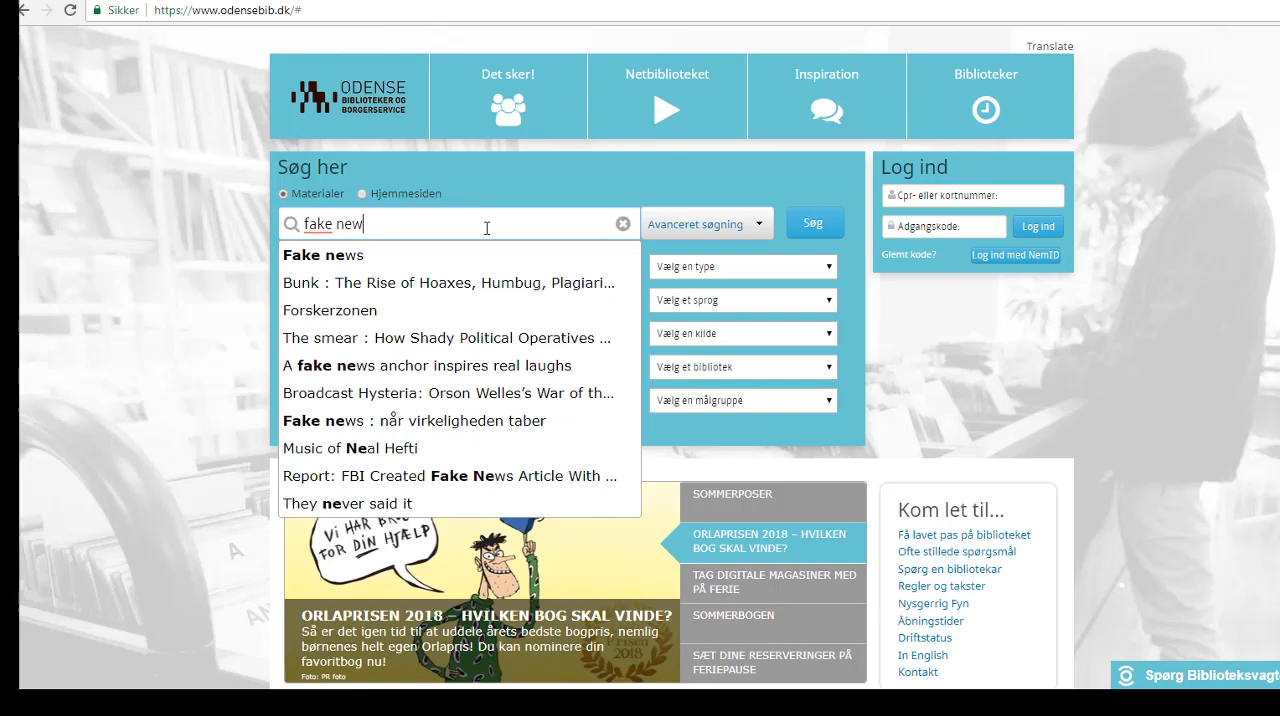 Sikker
https://www.odensebib.dk/#
Translate
ODENSE
BIBLIOTEKER OG
BORGERSERVICE
Det sker!
Netbiblioteket
Inspiration
Biblioteker
Søg her
Materialer
Hjemmesiden
fake new
Avanceret søgning
Søg
Fake news
Bunk : The Rise of Hoaxes, Humbug, Plagiari...
Forskerzonen
The smear : How Shady Political Operatives ...
A fake news anchor inspires real laughs
Broadcast Hysteria: Orson Welles’s War of th...
Fake news : når virkeligheden taber
Music of Neal Hefti
Report: FBI Created Fake News Article With ...
They never said it
Vælg en type
Vælg et sprog
Vælg en kilde
Vælg et bibliotek
Vælg en målgruppe
Log ind
Cpr- eller kortnummer:
Adgangskode:
Log ind
Glemt kode?
Log ind med NemID
VI HAR BRUG
FOR DIN HJÆLP
ORLAPRISEN 2018 – HVILKEN BOG SKAL VINDE?
Så er det igen tid til at uddele årets bedste bogpris, nemlig
børnenes helt egen Orlapris! Du kan nominere din
favoritbog nu!
Foto: PR foto
Prisen
2018
SOMMERPOSER
ORLAPRISEN 2018 – HVILKEN
BOG SKAL VINDE?
TAG DIGITALE MAGASINER MED
PÅ FERIE
SOMMERBOGEN
SÆT DINE RESERVERINGER PÅ
FERIEPAUSE
Kom let til...
Få lavet pas på biblioteket
Ofte stillede spørgsmål
Spørg en bibliotekar
Regler og takster
Nysgerrig Fyn
Åbningstider
Driftstatus
In English
Kontakt
Spørg Biblioteksvagt